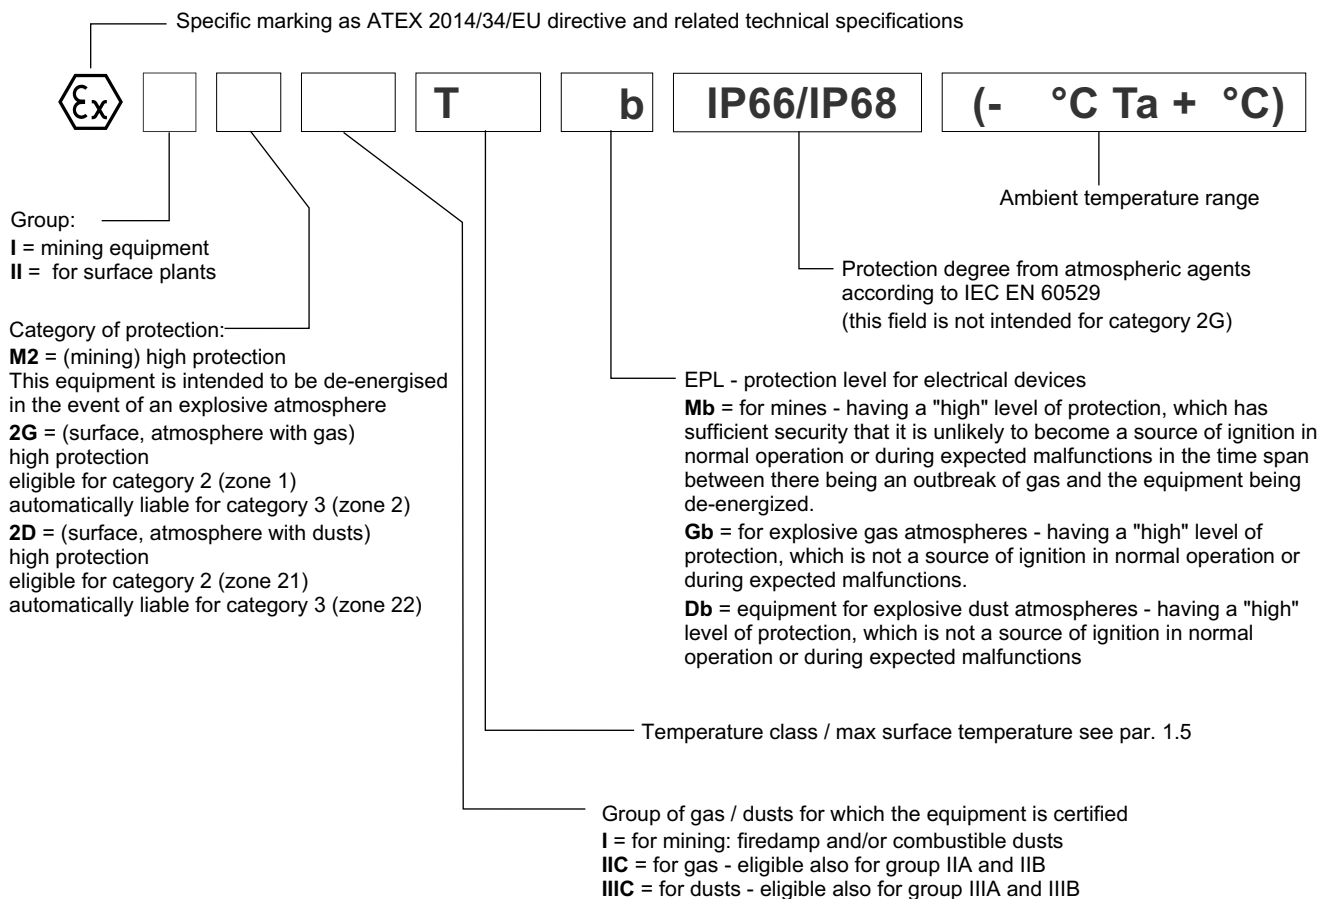 Specific marking as ATEX 2014/34/EU directive and related technical specifications
Ex T b IP66/IP68 (- °C Ta + °C)
Ambient temperature range
Group:
I = mining equipment
II = for surface plants
Protection degree from atmospheric agents
according to IEC EN 60529
(this field is not intended for category 2G)
Category of protection:
M2 = (mining) high protection
This equipment is intended to be de-energised
in the event of an explosive atmosphere
2G = (surface, atmosphere with gas)
high protection
eligible for category 2 (zone 1)
automatically liable for category 3 (zone 2)
2D = (surface, atmosphere with dusts)
high protection
eligible for category 2 (zone 21)
automatically liable for category 3 (zone 22)
EPL - protection level for electrical devices
Mb = for mines - having a "high" level of protection, which has
sufficient security that it is unlikely to become a source of ignition in
normal operation or during expected malfunctions in the time span
between there being an outbreak of gas and the equipment being
de-energized.
Gb = for explosive gas atmospheres - having a "high" level of
protection, which is not a source of ignition in normal operation or
during expected malfunctions.
Db = equipment for explosive dust atmospheres - having a "high"
level of protection, which is not a source of ignition in normal
operation or during expected malfunctions
Temperature class / max surface temperature see par. 1.5
Group of gas / dusts for which the equipment is certified
I = for mining: firedamp and/or combustible dusts
IIC = for gas - eligible also for group IIA and IIB
IIIC = for dusts - eligible also for group IIIA and IIIB